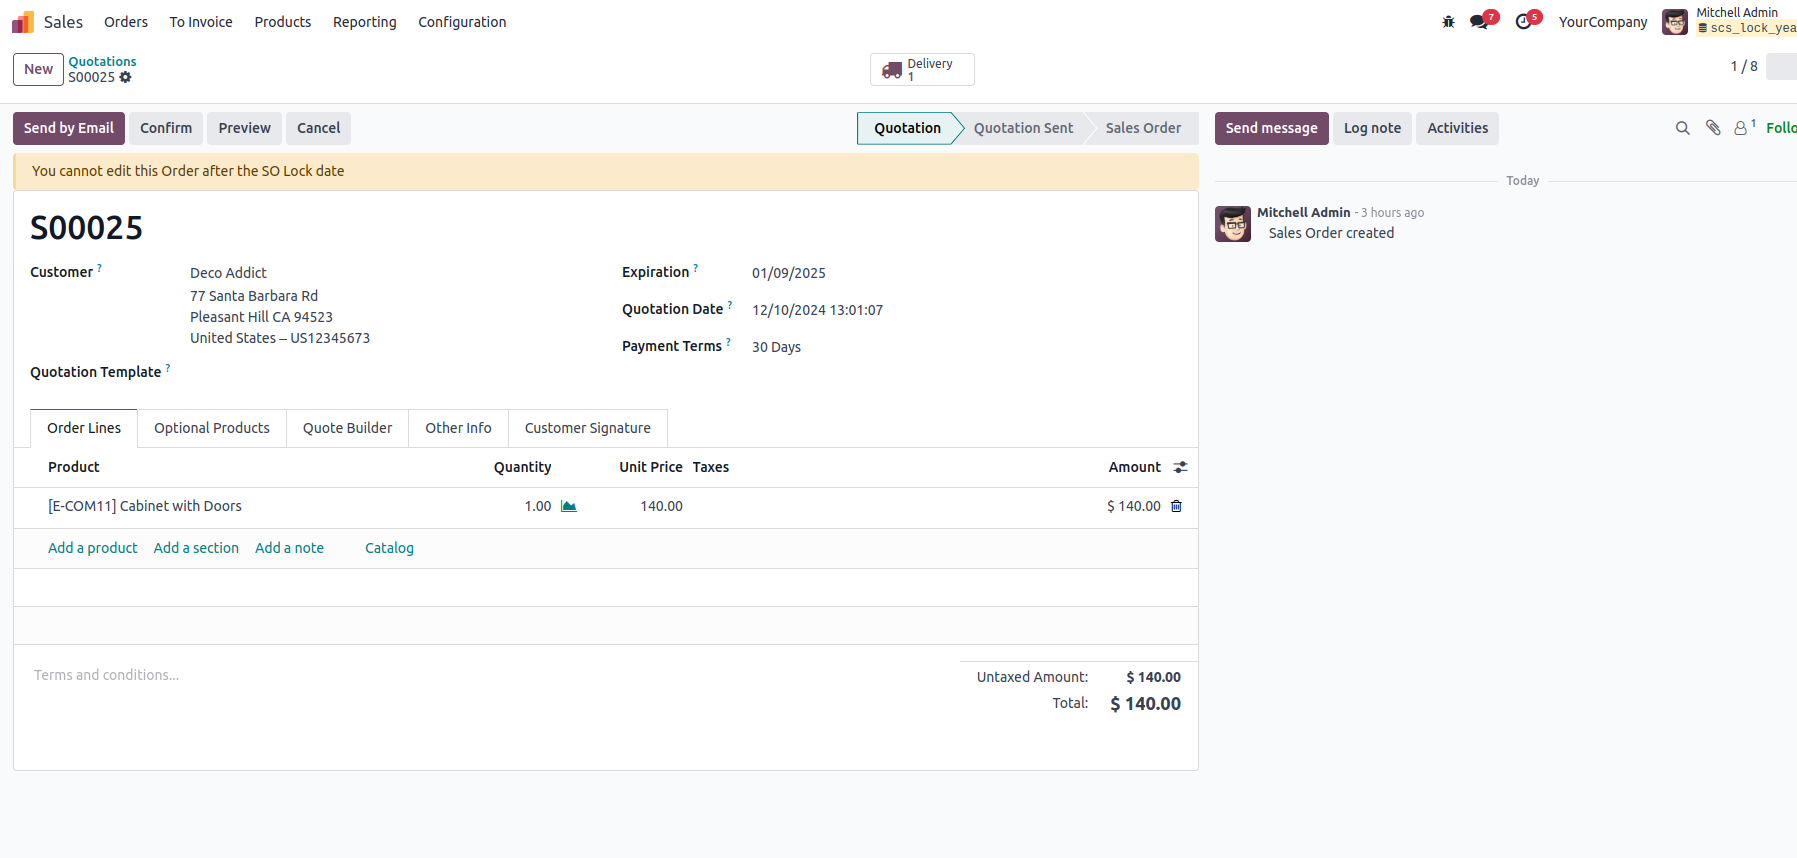 Sales Orders To Invoice Products Reporting Configuration 7 5 YourCompany Mitchell Admin
scs_lock_yea
New Quotations
S00025
Delivery
1
1 / 8
Send by Email Confirm Preview Cancel Quotation Quotation Sent Sales Order Send message Log note Activities 1 Follo
You cannot edit this Order after the SO Lock date
Today
S00025
Mitchell Admin - 3 hours ago
Sales Order created
Customer ? Deco Addict
77 Santa Barbara Rd
Pleasant Hill CA 94523
United States – US12345673
Quotation Template ?
Expiration ? 01/09/2025
Quotation Date ? 12/10/2024 13:01:07
Payment Terms ? 30 Days
Order Lines Optional Products Quote Builder Other Info Customer Signature
Product Quantity Unit Price Taxes Amount
[E-COM11] Cabinet with Doors 1.00 140.00 $ 140.00
Add a product Add a section Add a note Catalog
Terms and conditions...
Untaxed Amount: $ 140.00
Total: $ 140.00